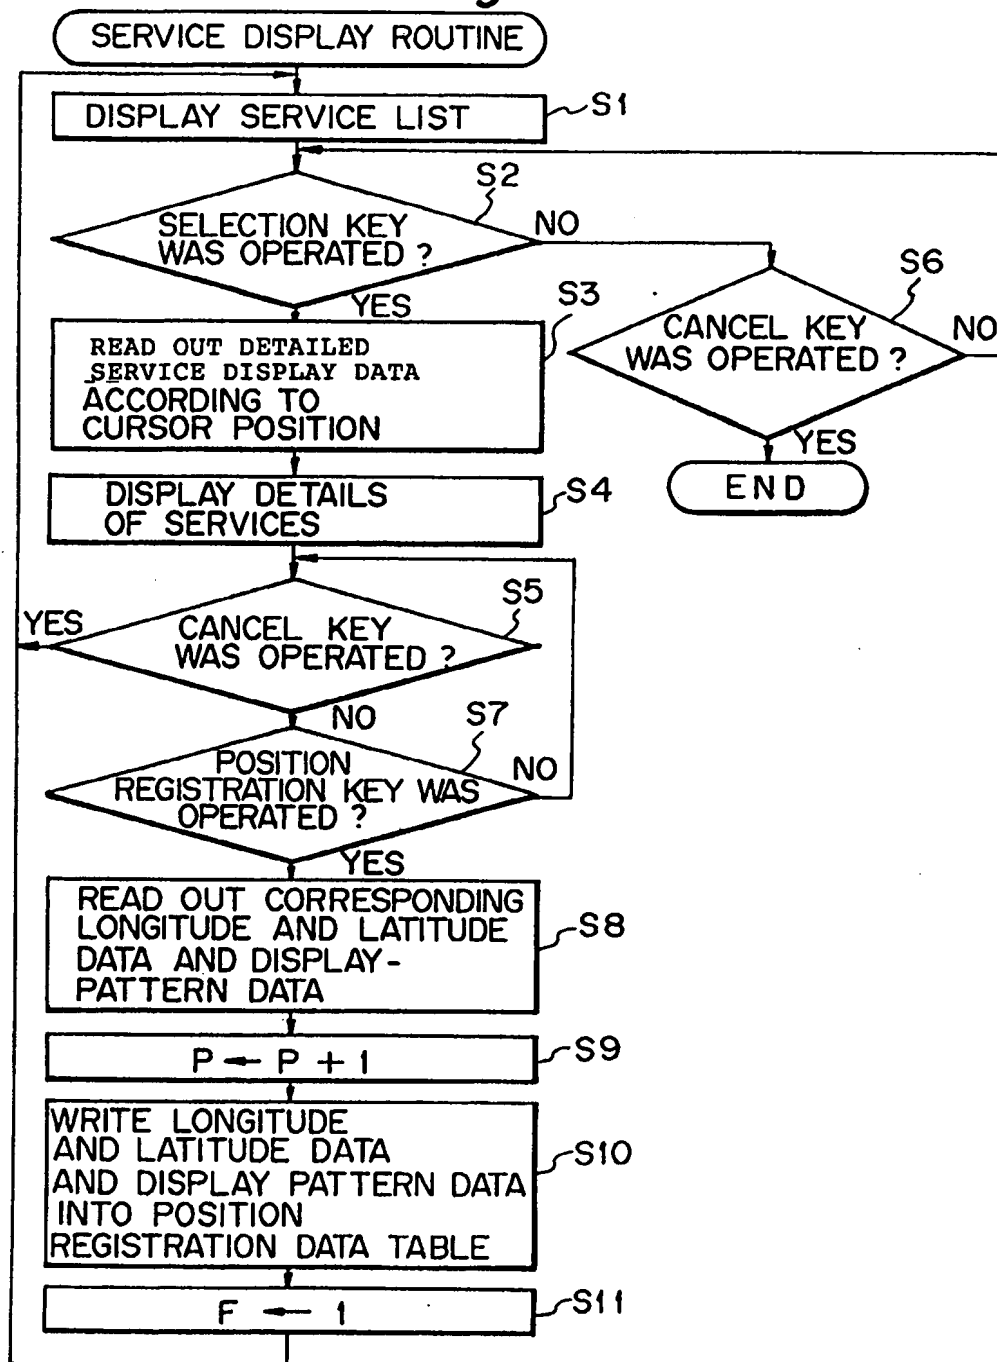 SERVICE DISPLAY ROUTINE
DISPLAY SERVICE LIST
S1
S2
SELECTION KEY
WAS OPERATED ?
NO
YES
S3
READ OUT DETAILED
SERVICE DISPLAY DATA
ACCORDING TO
CURSOR POSITION
S6
CANCEL KEY
WAS OPERATED ?
NO
YES
END
DISPLAY DETAILS
OF SERVICES
S4
S5
YES
CANCEL KEY
WAS OPERATED ?
NO
S7
POSITION
REGISTRATION KEY WAS
OPERATED ?
NO
YES
READ OUT CORRESPONDING
LONGITUDE AND LATITUDE
DATA AND DISPLAY-
PATTERN DATA
S8
P ← P + 1
S9
WRITE LONGITUDE
AND LATITUDE DATA
AND DISPLAY PATTERN DATA
INTO POSITION
REGISTRATION DATA TABLE
S10
F ← 1
S11